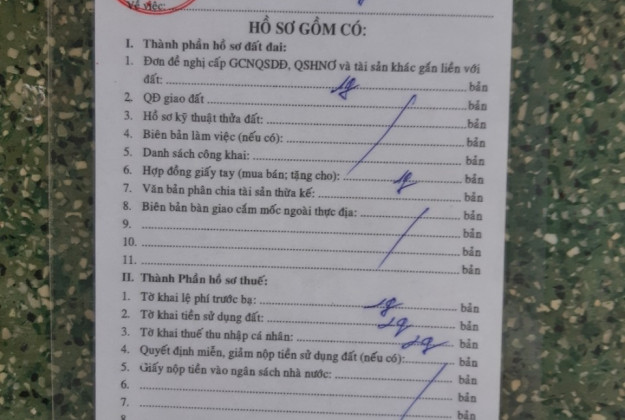 Về việc:
HỒ SƠ GỒM CÓ:
I. Thành phần hồ sơ đất đai:
1. Đơn đề nghị cấp GCNQSDĐ, QSHNƠ và tài sản khác gắn liền với
đất: 1g bản
2. QĐ giao đất bản
3. Hồ sơ kỹ thuật thửa đất: bản
4. Biên bản làm việc (nếu có): bản
5. Danh sách công khai: bản
6. Hợp đồng giấy tay (mua bán; tặng cho): 1g bản
7. Văn bản phân chia tài sản thừa kế: bản
8. Biên bản bàn giao cắm mốc ngoài thực địa: bản
9. bản
10. bản
11. bản
II. Thành Phần hồ sơ thuế:
1. Tờ khai lệ phí trước bạ: 1g bản
2. Tờ khai tiền sử dụng đất: 2g bản
3. Tờ khai thuế thu nhập cá nhân: 2g bản
4. Quyết định miễn, giảm nộp tiền sử dụng đất (nếu có): bản
5. Giấy nộp tiền vào ngân sách nhà nước: bản
6. bản
7. bản
8